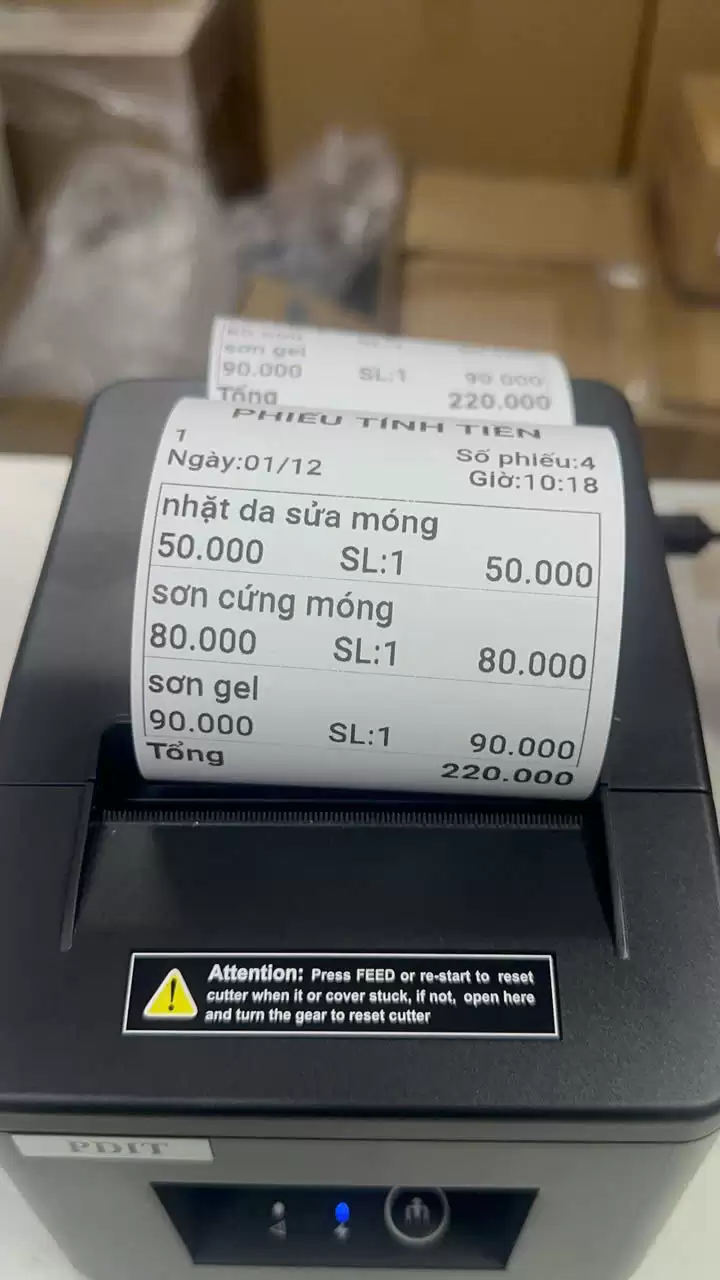 sơn gel
90.000 SL:1 90.000
Tổng 220.000
PHIẾU TÍNH TIỀN
1 Số phiếu:4
Ngày:01/12 Giờ:10:18
nhặt da sửa móng
50.000 SL:1 50.000
sơn cứng móng
80.000 SL:1 80.000
sơn gel
90.000 SL:1 90.000
Tổng 220.000
Attention: Press FEED or re-start to reset
cutter when it or cover stuck, if not, open here
and turn the gear to reset cutter
PDIT